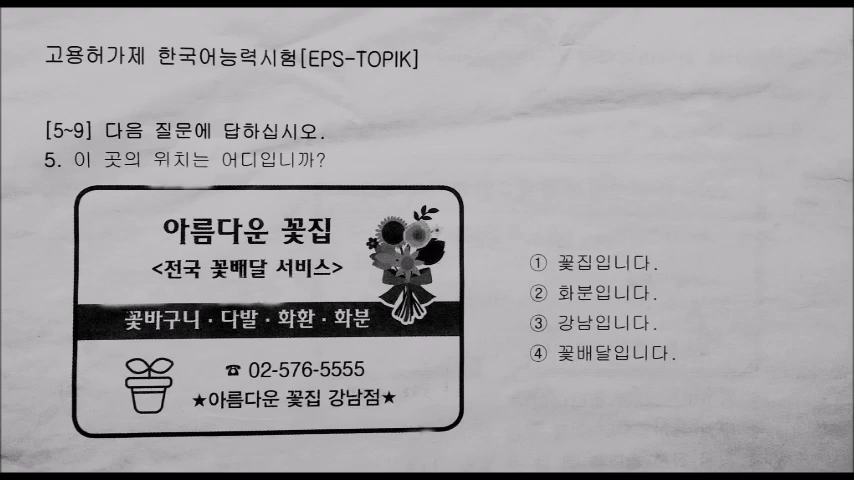 고용허가제 한국어능력시험[EPS-TOPIK]
[5~9] 다음 질문에 답하십시오.
5. 이 곳의 위치는 어디입니까?
아름다운 꽃집
<전국 꽃배달 서비스>
꽃바구니 · 다발 · 화환 · 화분
☎ 02-576-5555
★아름다운 꽃집 강남점★
① 꽃집입니다.
② 화분입니다.
③ 강남입니다.
④ 꽃배달입니다.